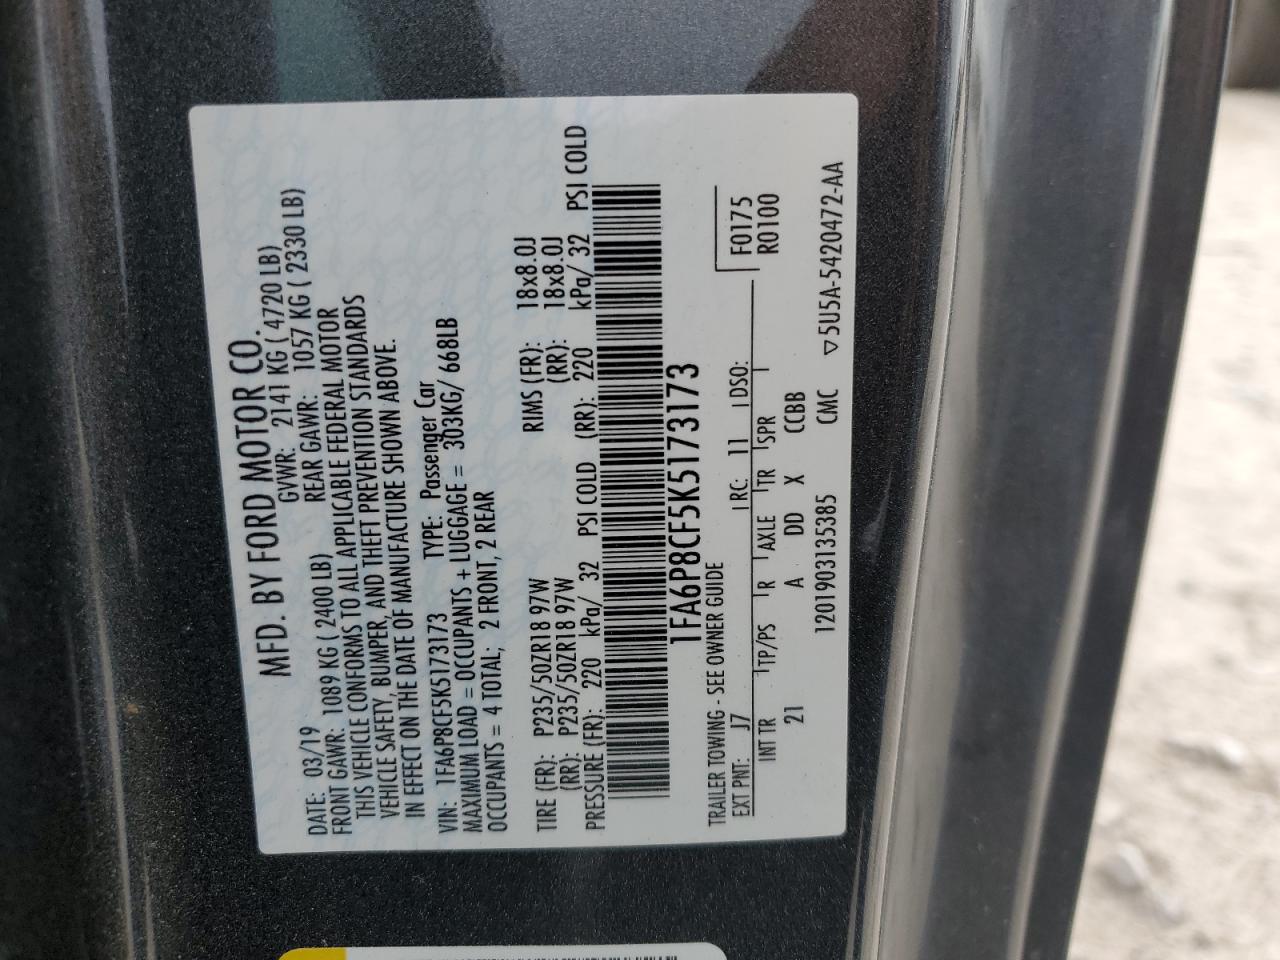 MFD. BY FORD MOTOR CO.
DATE: 03/19 GVWR: 2141 KG ( 4720 LB)
FRONT GAWR: 1089 KG ( 2400 LB) REAR GAWR: 1057 KG ( 2330 LB)
THIS VEHICLE CONFORMS TO ALL APPLICABLE FEDERAL MOTOR
VEHICLE SAFETY, BUMPER, AND THEFT PREVENTION STANDARDS
IN EFFECT ON THE DATE OF MANUFACTURE SHOWN ABOVE.
VIN: 1FA6P8CF5K5173173 TYPE: Passenger Car
MAXIMUM LOAD = OCCUPANTS + LUGGAGE = 303KG/ 668LB
OCCUPANTS = 4 TOTAL; 2 FRONT, 2 REAR
TIRE (FR): P235/50ZR18 97W RIMS (FR): 18x8.0J
(RR): P235/50ZR18 97W (RR): 18x8.0J
PRESSURE (FR): 220 kPa/ 32 PSI COLD (RR): 220 kPa/ 32 PSI COLD
1FA6P8CF5K5173173
TRAILER TOWING - SEE OWNER GUIDE
F0175
EXT PNT: J7 RC: 11 DSO: R0100
INT TR TP/PS R AXLE TR SPR
21 A DD X CCBB
1201903135385 CMC ▽5U5A-5420472-AA